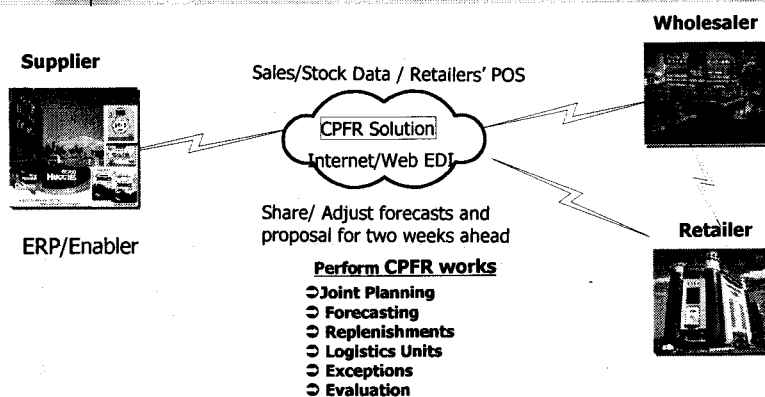 Wholesaler
Supplier
Sales/Stock Data / Retailers' POS
CPFR Solution
Internet/Web EDI
Share/ Adjust forecasts and
proposal for two weeks ahead
Retailer
ERP/Enabler
Perform CPFR works
➲Joint Planning
➲ Forecasting
➲ Replenishments
➲ Logistics Units
➲ Exceptions
➲ Evaluation